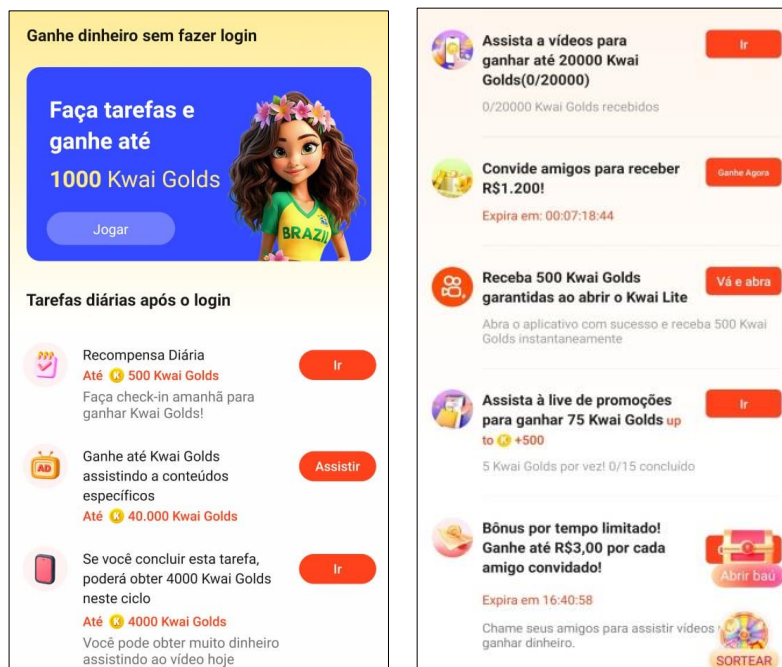 Ganhe dinheiro sem fazer login
Faça tarefas e
ganhe até
1000 Kwai Golds
Jogar
BRAZIL
Tarefas diárias após o login
Recompensa Diária
Até 500 Kwai Golds
Faça check-in amanhã para
ganhar Kwai Golds!
Ir
AD
Ganhe até Kwai Golds
assistindo a conteúdos
específicos
Até 40.000 Kwai Golds
Assistir
Se você concluir esta tarefa,
poderá obter 4000 Kwai Golds
neste ciclo
Até 4000 Kwai Golds
Você pode obter muito dinheiro
assistindo ao vídeo hoje
Ir
Assista a vídeos para
ganhar até 20000 Kwai
Golds(0/20000)
0/20000 Kwai Golds recebidos
Ir
Convide amigos para receber
R$1.200!
Expira em: 00:07:18:44
Ganhe Agora
Receba 500 Kwai Golds
garantidas ao abrir o Kwai Lite
Abra o aplicativo com sucesso e receba 500 Kwai
Golds instantaneamente
Vá e abra
Assista à live de promoções
para ganhar 75 Kwai Golds up
to +500
5 Kwai Golds por vez! 0/15 concluído
Ir
Bônus por tempo limitado!
Ganhe até R$3,00 por cada
amigo convidado!
Expira em 16:40:58
Chame seus amigos para assistir vídeos
ganhar dinheiro.
Abrir baú
SORTEAR